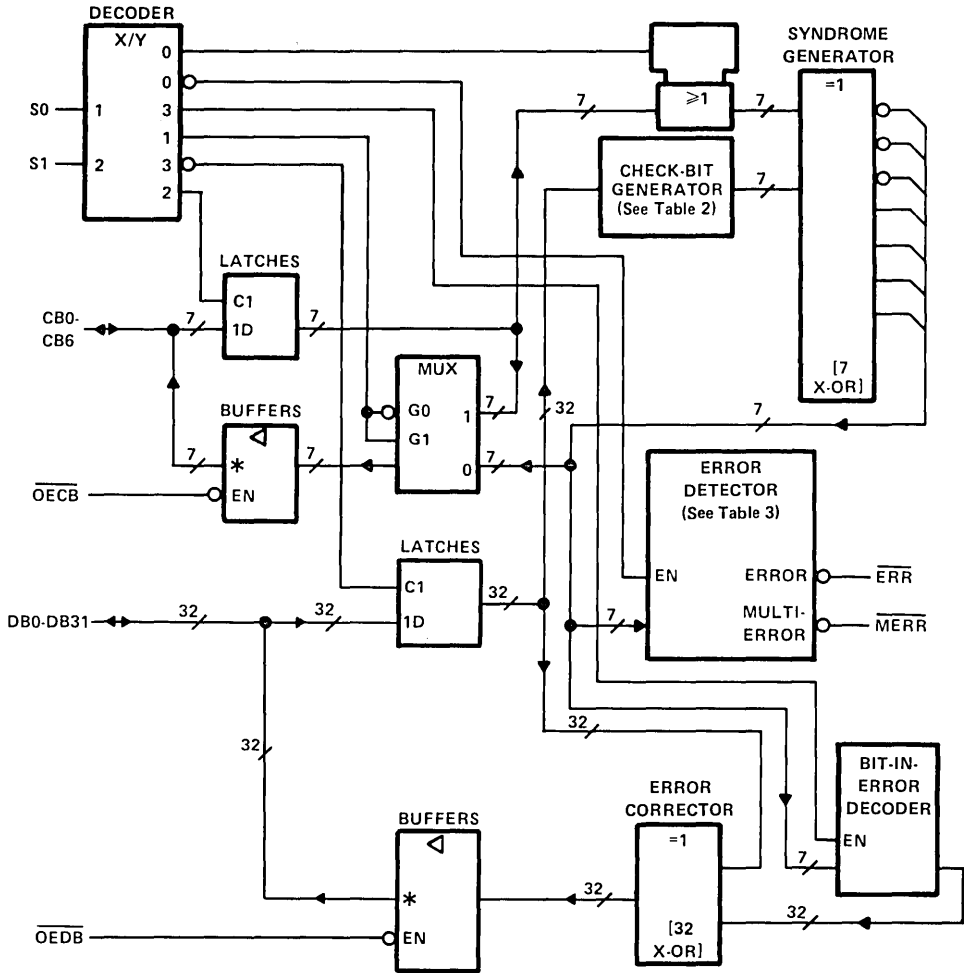 DECODER
X/Y
0
0
S0
1
3
1
S1
2
3
2
≥1
7
7
SYNDROME
GENERATOR
=1
CHECK-BIT
GENERATOR
(See Table 2)
7
[7
X-OR]
LATCHES
C1
1D
CB0-
CB6
7
7
MUX
G0
G1
1
0
7
7
32
7
BUFFERS
*
EN
7
7
OECB
ERROR
DETECTOR
(See Table 3)
EN
ERROR
ERR
MULTI-
ERROR
MERR
7
LATCHES
C1
1D
32
DB0-DB31
32
32
32
32
BIT-IN-
ERROR
DECODER
EN
7
32
ERROR
CORRECTOR
=1
[32
X-OR]
32
BUFFERS
*
EN
OEDB